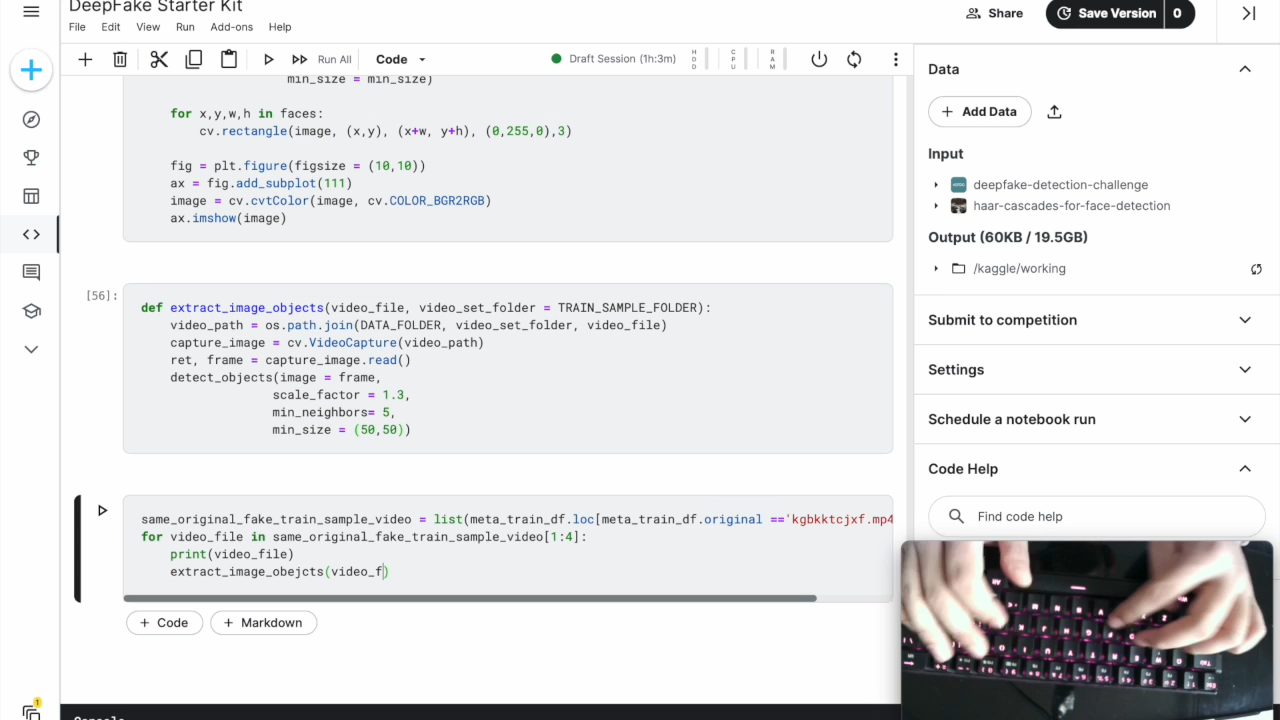 DeepFake Starter Kit
File Edit View Run Add-ons Help
Share
Save Version 0
Run All
Code
Draft Session (1h:3m)
HDD
CPU
RAM
min_size = min_size)
for x,y,w,h in faces:
cv.rectangle(image, (x,y), (x+w, y+h), (0,255,0),3)
fig = plt.figure(figsize = (10,10))
ax = fig.add_subplot(111)
image = cv.cvtColor(image, cv.COLOR_BGR2RGB)
ax.imshow(image)
[56]:
def extract_image_objects(video_file, video_set_folder = TRAIN_SAMPLE_FOLDER):
video_path = os.path.join(DATA_FOLDER, video_set_folder, video_file)
capture_image = cv.VideoCapture(video_path)
ret, frame = capture_image.read()
detect_objects(image = frame,
scale_factor = 1.3,
min_neighbors= 5,
min_size = (50,50))
same_original_fake_train_sample_video = list(meta_train_df.loc[meta_train_df.original =='kgbkktcjxf.mp4
for video_file in same_original_fake_train_sample_video[1:4]:
print(video_file)
extract_image_obejcts(video_f)
+ Code
+ Markdown
Data
+ Add Data
Input
deepfake-detection-challenge
haar-cascades-for-face-detection
Output (60KB / 19.5GB)
/kaggle/working
Submit to competition
Settings
Schedule a notebook run
Code Help
Find code help
1
Console